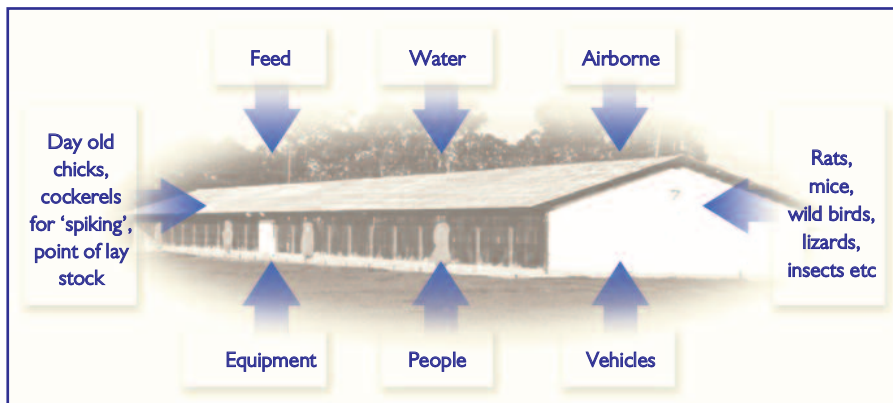 Feed
Water
Airborne
Day old
chicks,
cockerels
for ‘spiking’,
point of lay
stock
Rats,
mice,
wild birds,
lizards,
insects etc
Equipment
People
Vehicles